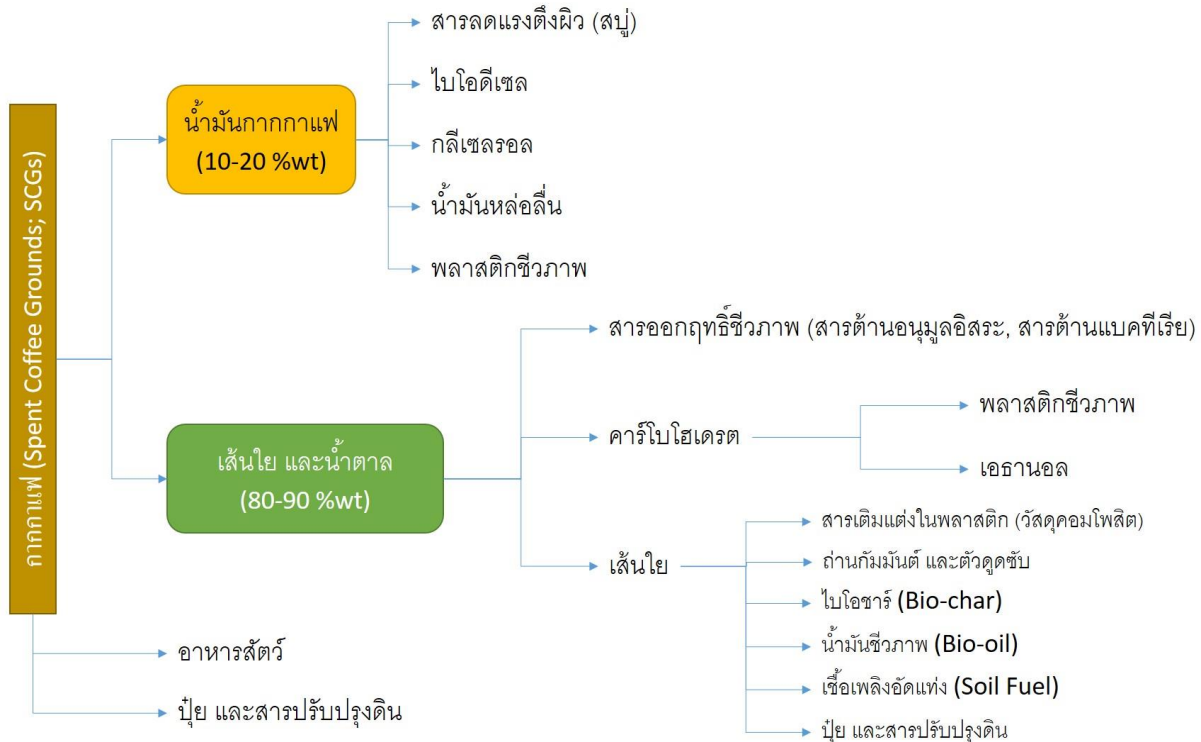 กากกาแฟ (Spent Coffee Grounds; SCGs)
น้ำมันกากกาแฟ
(10-20 %wt)
สารลดแรงตึงผิว (สบู่)
ไบโอดีเซล
กลีเซลรอล
น้ำมันหล่อลื่น
พลาสติกชีวภาพ
เส้นใย และน้ำตาล
(80-90 %wt)
สารออกฤทธิ์ชีวภาพ (สารต้านอนุมูลอิสระ, สารต้านแบคทีเรีย)
คาร์โบโฮเดรต
พลาสติกชีวภาพ
เอธานอล
เส้นใย
สารเติมแต่งในพลาสติก (วัสดุคอมโพสิต)
ถ่านกัมมันต์ และตัวดูดซับ
ไบโอชาร์ (Bio-char)
น้ำมันชีวภาพ (Bio-oil)
เชื้อเพลิงอัดแท่ง (Soil Fuel)
ปุ๋ย และสารปรับปรุงดิน
อาหารสัตว์
ปุ๋ย และสารปรับปรุงดิน